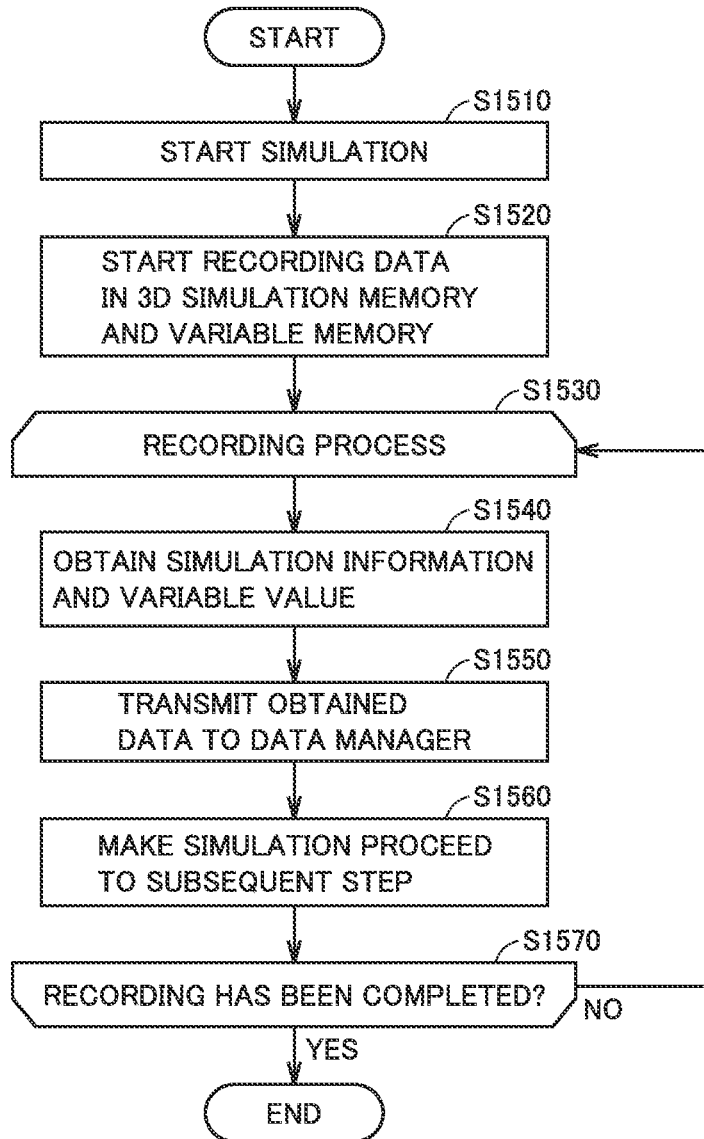 START
S1510
START SIMULATION
S1520
START RECORDING DATA
IN 3D SIMULATION MEMORY
AND VARIABLE MEMORY
S1530
RECORDING PROCESS
S1540
OBTAIN SIMULATION INFORMATION
AND VARIABLE VALUE
S1550
TRANSMIT OBTAINED
DATA TO DATA MANAGER
S1560
MAKE SIMULATION PROCEED
TO SUBSEQUENT STEP
S1570
RECORDING HAS BEEN COMPLETED?
NO
YES
END